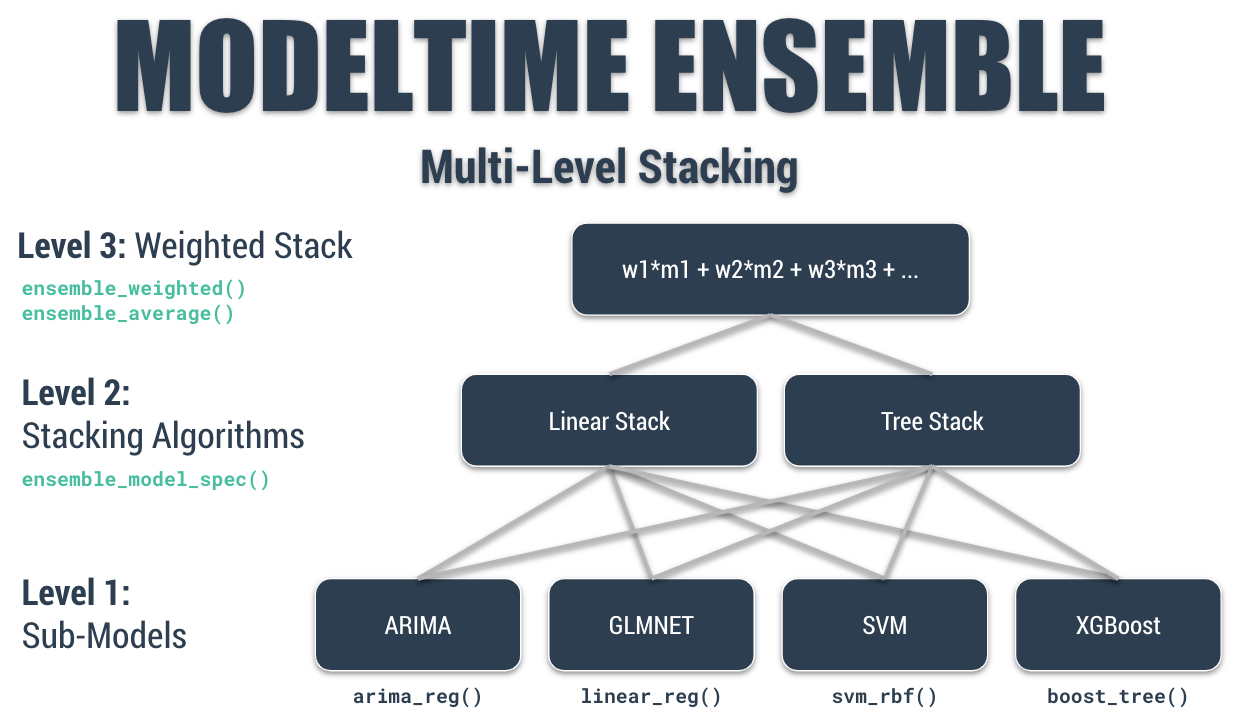 MODELTIME ENSEMBLE
Multi-Level Stacking
Level 3: Weighted Stack
ensemble_weighted()
ensemble_average()
w1*m1 + w2*m2 + w3*m3 + ...
Level 2:
Stacking Algorithms
ensemble_model_spec()
Linear Stack
Tree Stack
Level 1:
Sub-Models
ARIMA
GLMNET
SVM
XGBoost
arima_reg()
linear_reg()
svm_rbf()
boost_tree()